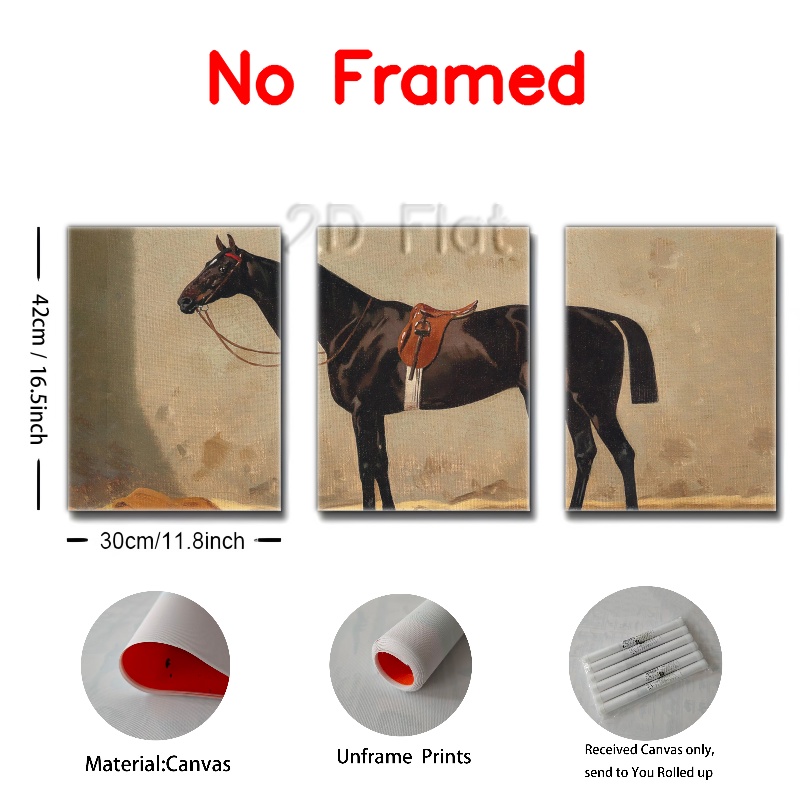 No Framed
2D Flat
42cm / 16.5inch
30cm/11.8inch
Material:Canvas
Unframe Prints
Received Canvas only,
send to You Rolled up